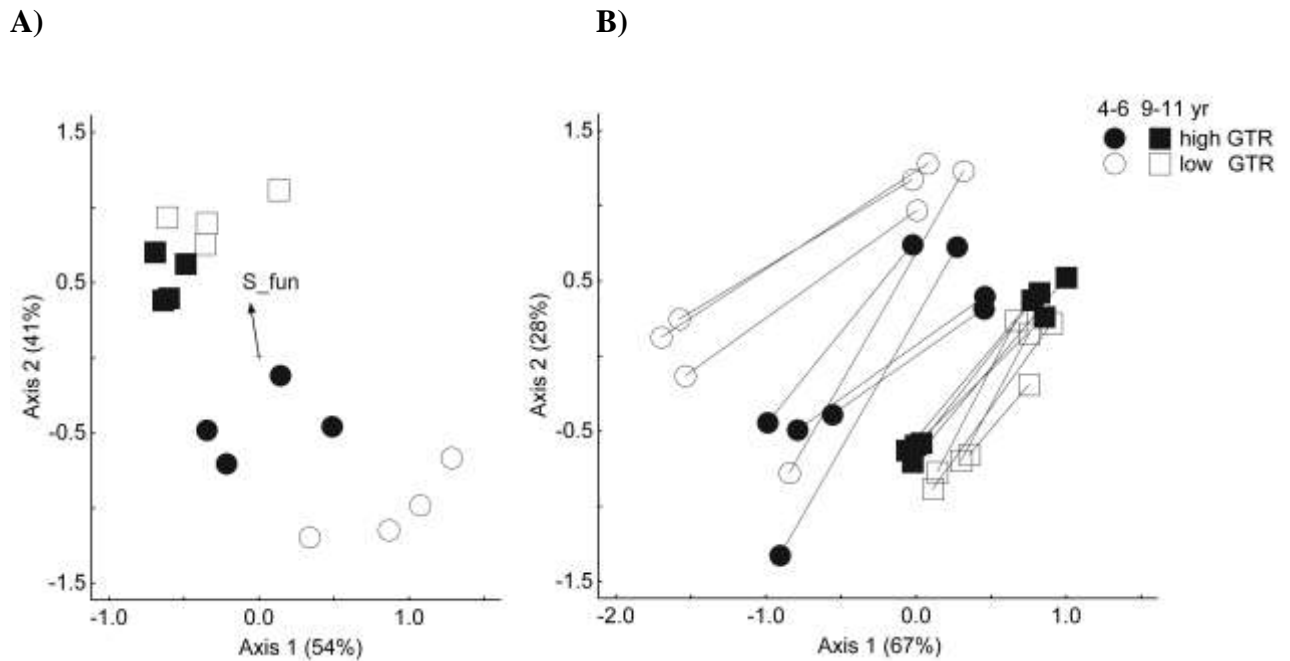 A)
B)
4-6 9-11 yr
high GTR
low GTR
1.5
0.5
-0.5
-1.5
-1.0
0.0
1.0
Axis 2 (41%)
Axis 1 (54%)
S_fun
1.5
0.5
-0.5
-1.5
-2.0
-1.0
0.0
1.0
Axis 2 (28%)
Axis 1 (67%)